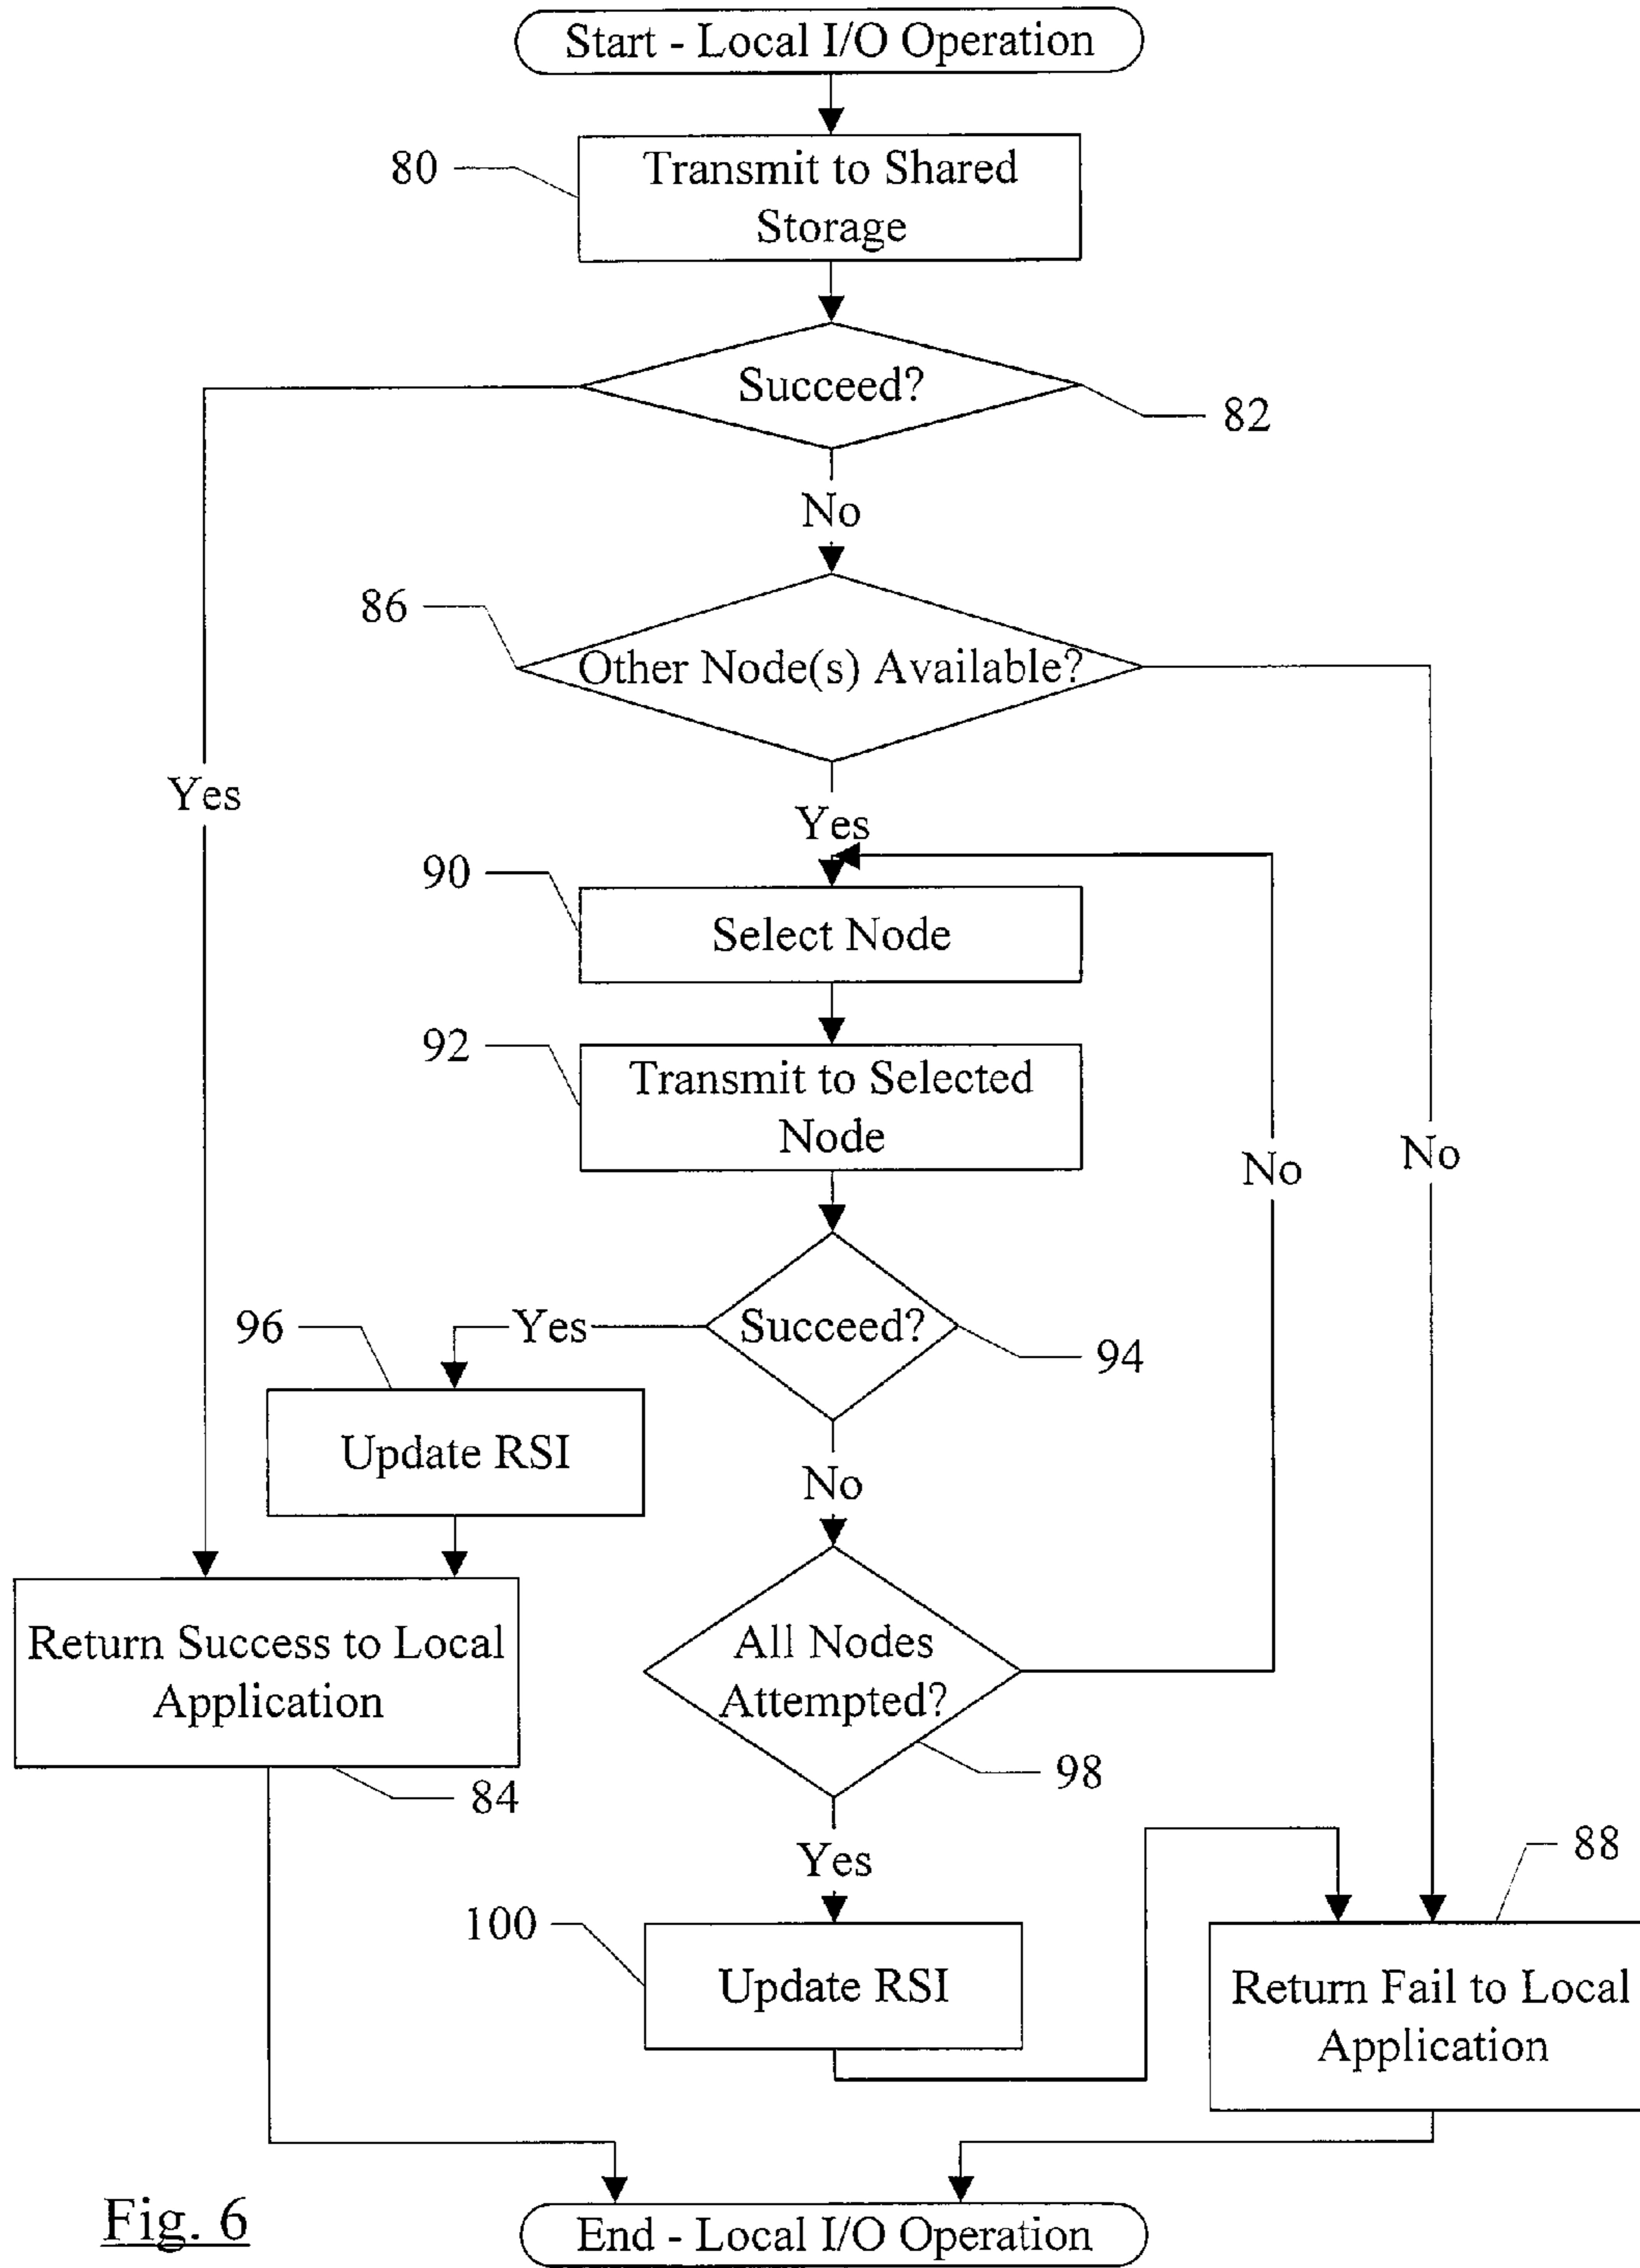 Start - Local I/O Operation
80
Transmit to Shared
Storage
Succeed?
82
No
86
Other Node(s) Available?
Yes
Yes
90
Select Node
92
Transmit to Selected
Node
No
No
96
Yes
Succeed?
94
Update RSI
No
Return Success to Local
Application
All Nodes
Attempted?
98
84
Yes
88
100
Update RSI
Return Fail to Local
Application
Fig. 6
End - Local I/O Operation